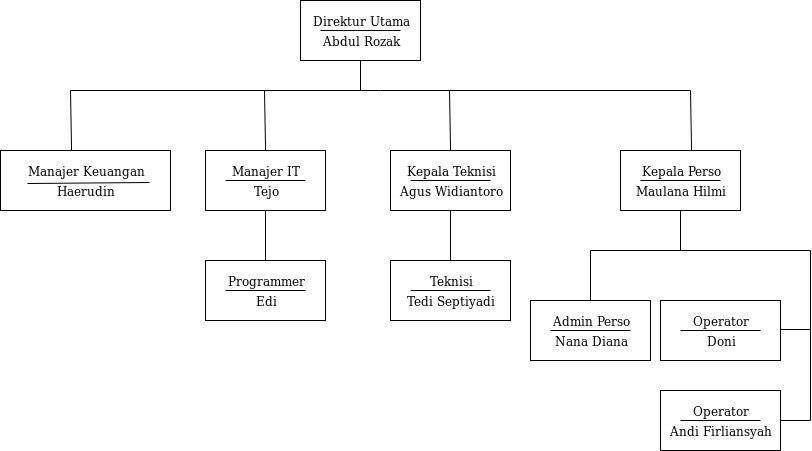 Direktur Utama
Abdul Rozak
Manajer Keuangan
Haerudin
Manajer IT
Tejo
Kepala Teknisi
Agus Widiantoro
Kepala Perso
Maulana Hilmi
Programmer
Edi
Teknisi
Tedi Septiyadi
Admin Perso
Nana Diana
Operator
Doni
Operator
Andi Firliansyah